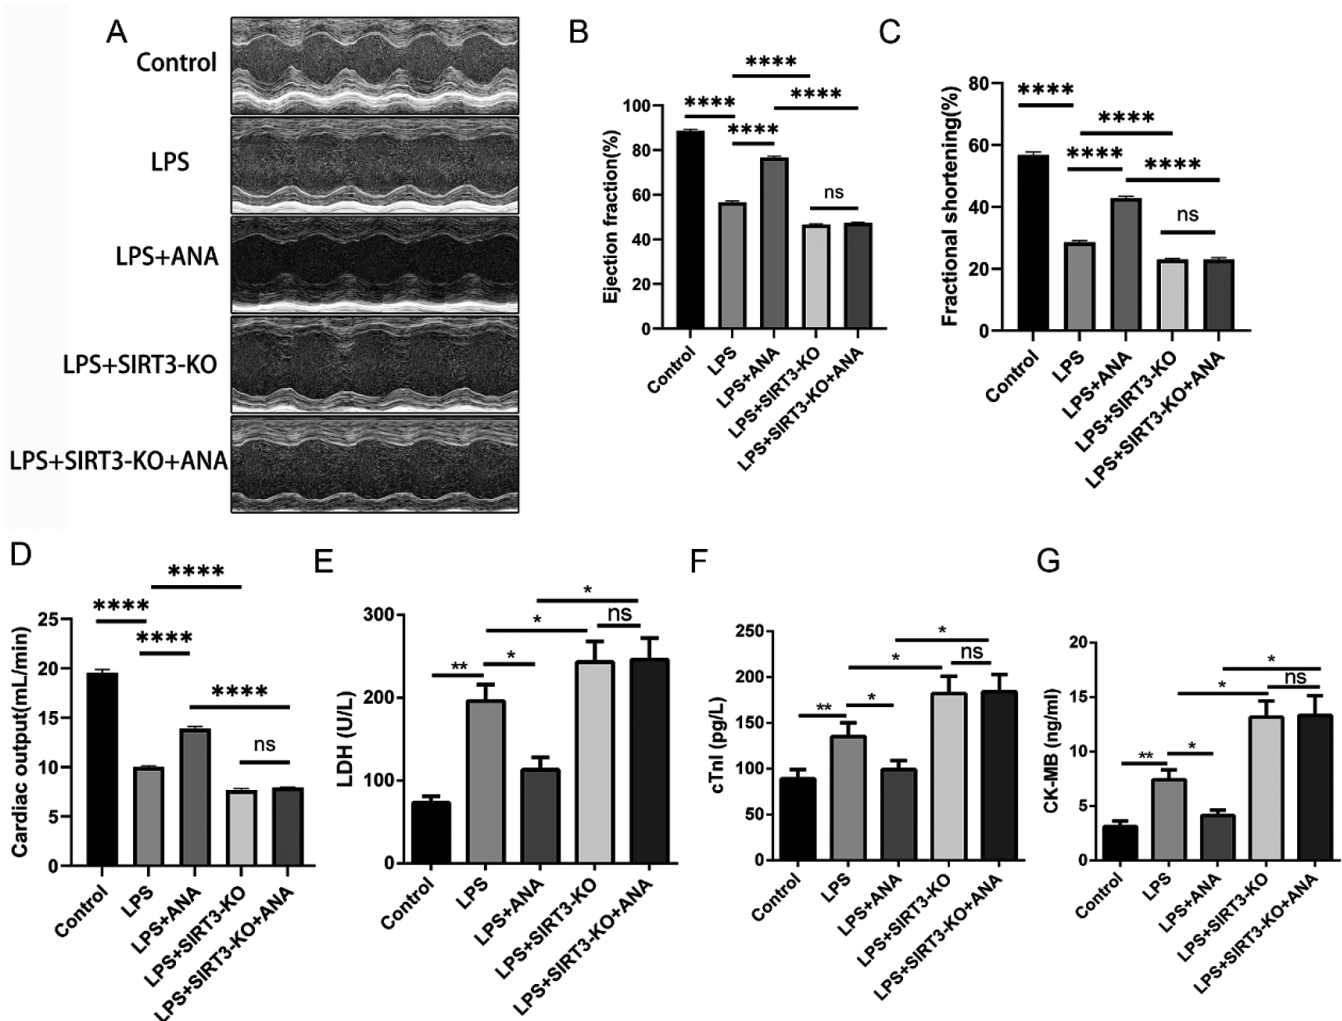 A
Control
LPS
LPS+ANA
LPS+SIRT3-KO
LPS+SIRT3-KO+ANA
B
Ejection fraction(%)
100
80
60
40
20
0
****
****
****
****
ns
Control
LPS
LPS+ANA
LPS+SIRT3-KO
LPS+SIRT3-KO+ANA
C
Fractional shortening(%)
80
60
40
20
0
****
****
****
****
ns
Control
LPS
LPS+ANA
LPS+SIRT3-KO
LPS+SIRT3-KO+ANA
D
Cardiac output(mL/min)
25
20
15
10
5
0
****
****
****
****
ns
Control
LPS
LPS+ANA
LPS+SIRT3-KO
LPS+SIRT3-KO+ANA
E
LDH (U/L)
300
200
100
0
*
ns
*
**
*
Control
LPS
LPS+ANA
LPS+SIRT3-KO
LPS+SIRT3-KO+ANA
F
cTnI (pg/L)
250
200
150
100
50
0
*
ns
*
**
*
Control
LPS
LPS+ANA
LPS+SIRT3-KO
LPS+SIRT3-KO+ANA
G
CK-MB (ng/ml)
20
15
10
5
0
*
ns
*
**
*
Control
LPS
LPS+ANA
LPS+SIRT3-KO
LPS+SIRT3-KO+ANA